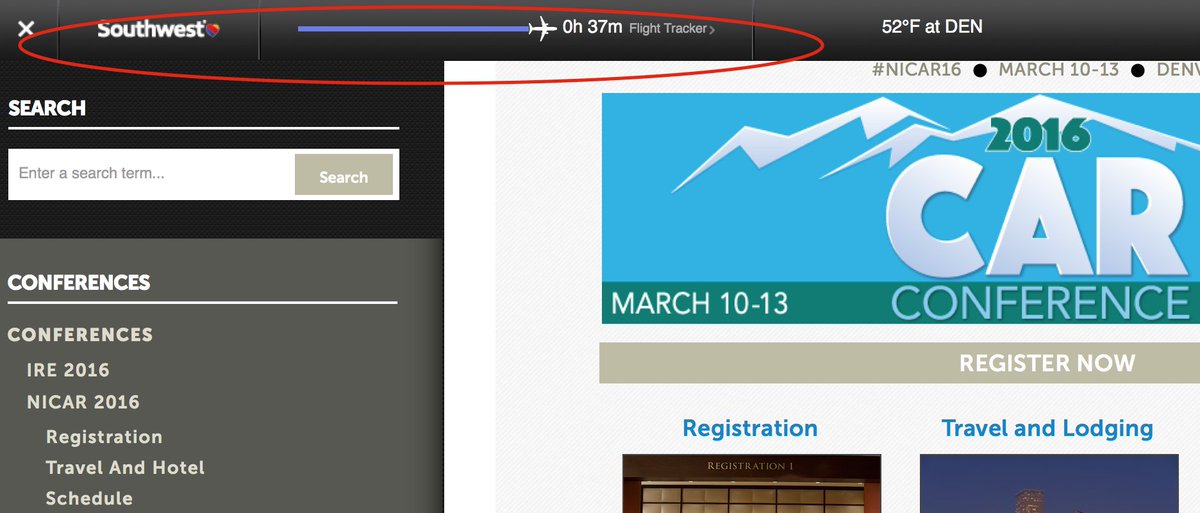 × Southwest 0h 37m Flight Tracker › 52°F at DEN
#NICAR16 ● MARCH 10-13 ● DENV
SEARCH
Enter a search term... Search
CONFERENCES
CONFERENCES
IRE 2016
NICAR 2016
Registration
Travel And Hotel
Schedule
2016
CAR
MARCH 10-13 CONFERENCE
REGISTER NOW
Registration Travel and Lodging
REGISTRATION 1